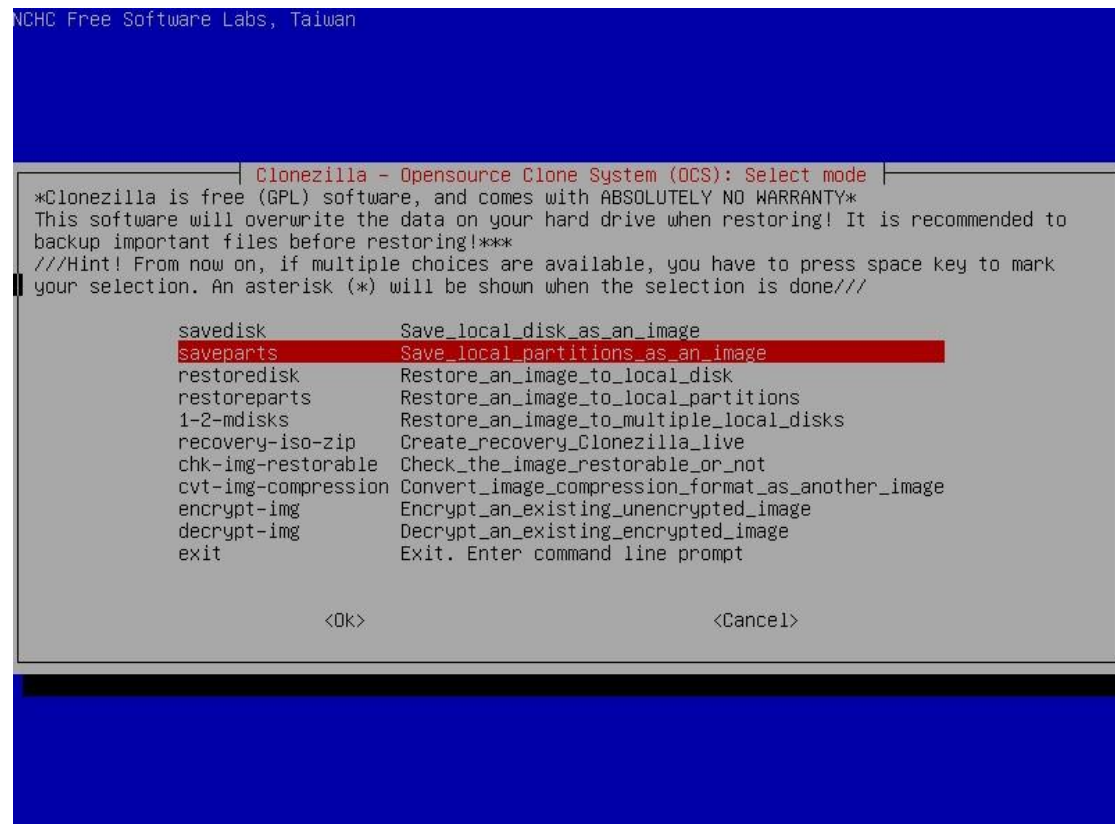 NCHC Free Software Labs, Taiwan
Clonezilla - Opensource Clone System (OCS): Select mode
*Clonezilla is free (GPL) software, and comes with ABSOLUTELY NO WARRANTY*
This software will overwrite the data on your hard drive when restoring! It is recommended to
backup important files before restoring!***
///Hint! From now on, if multiple choices are available, you have to press space key to mark
your selection. An asterisk (*) will be shown when the selection is done///
savedisk Save_local_disk_as_an_image
saveparts Save_local_partitions_as_an_image
restoredisk Restore_an_image_to_local_disk
restoreparts Restore_an_image_to_local_partitions
1-2-mdisks Restore_an_image_to_multiple_local_disks
recovery-iso-zip Create_recovery_Clonezilla_live
chk-img-restorable Check_the_image_restorable_or_not
cvt-img-compression Convert_image_compression_format_as_another_image
encrypt-img Encrypt_an_existing_unencrypted_image
decrypt-img Decrypt_an_existing_encrypted_image
exit Exit. Enter command line prompt
<Ok> <Cancel>